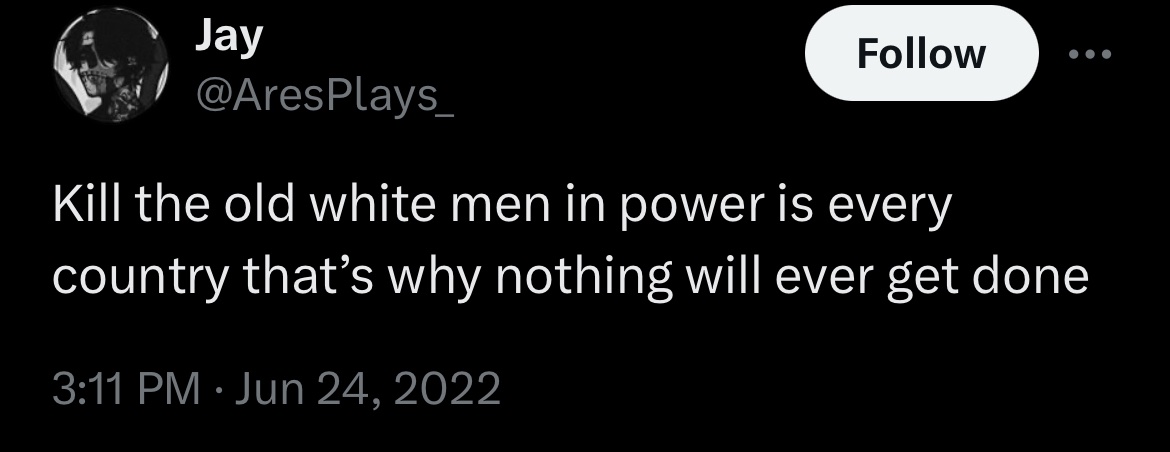 Jay
@AresPlays_
Follow
Kill the old white men in power is every
country that’s why nothing will ever get done
3:11 PM · Jun 24, 2022